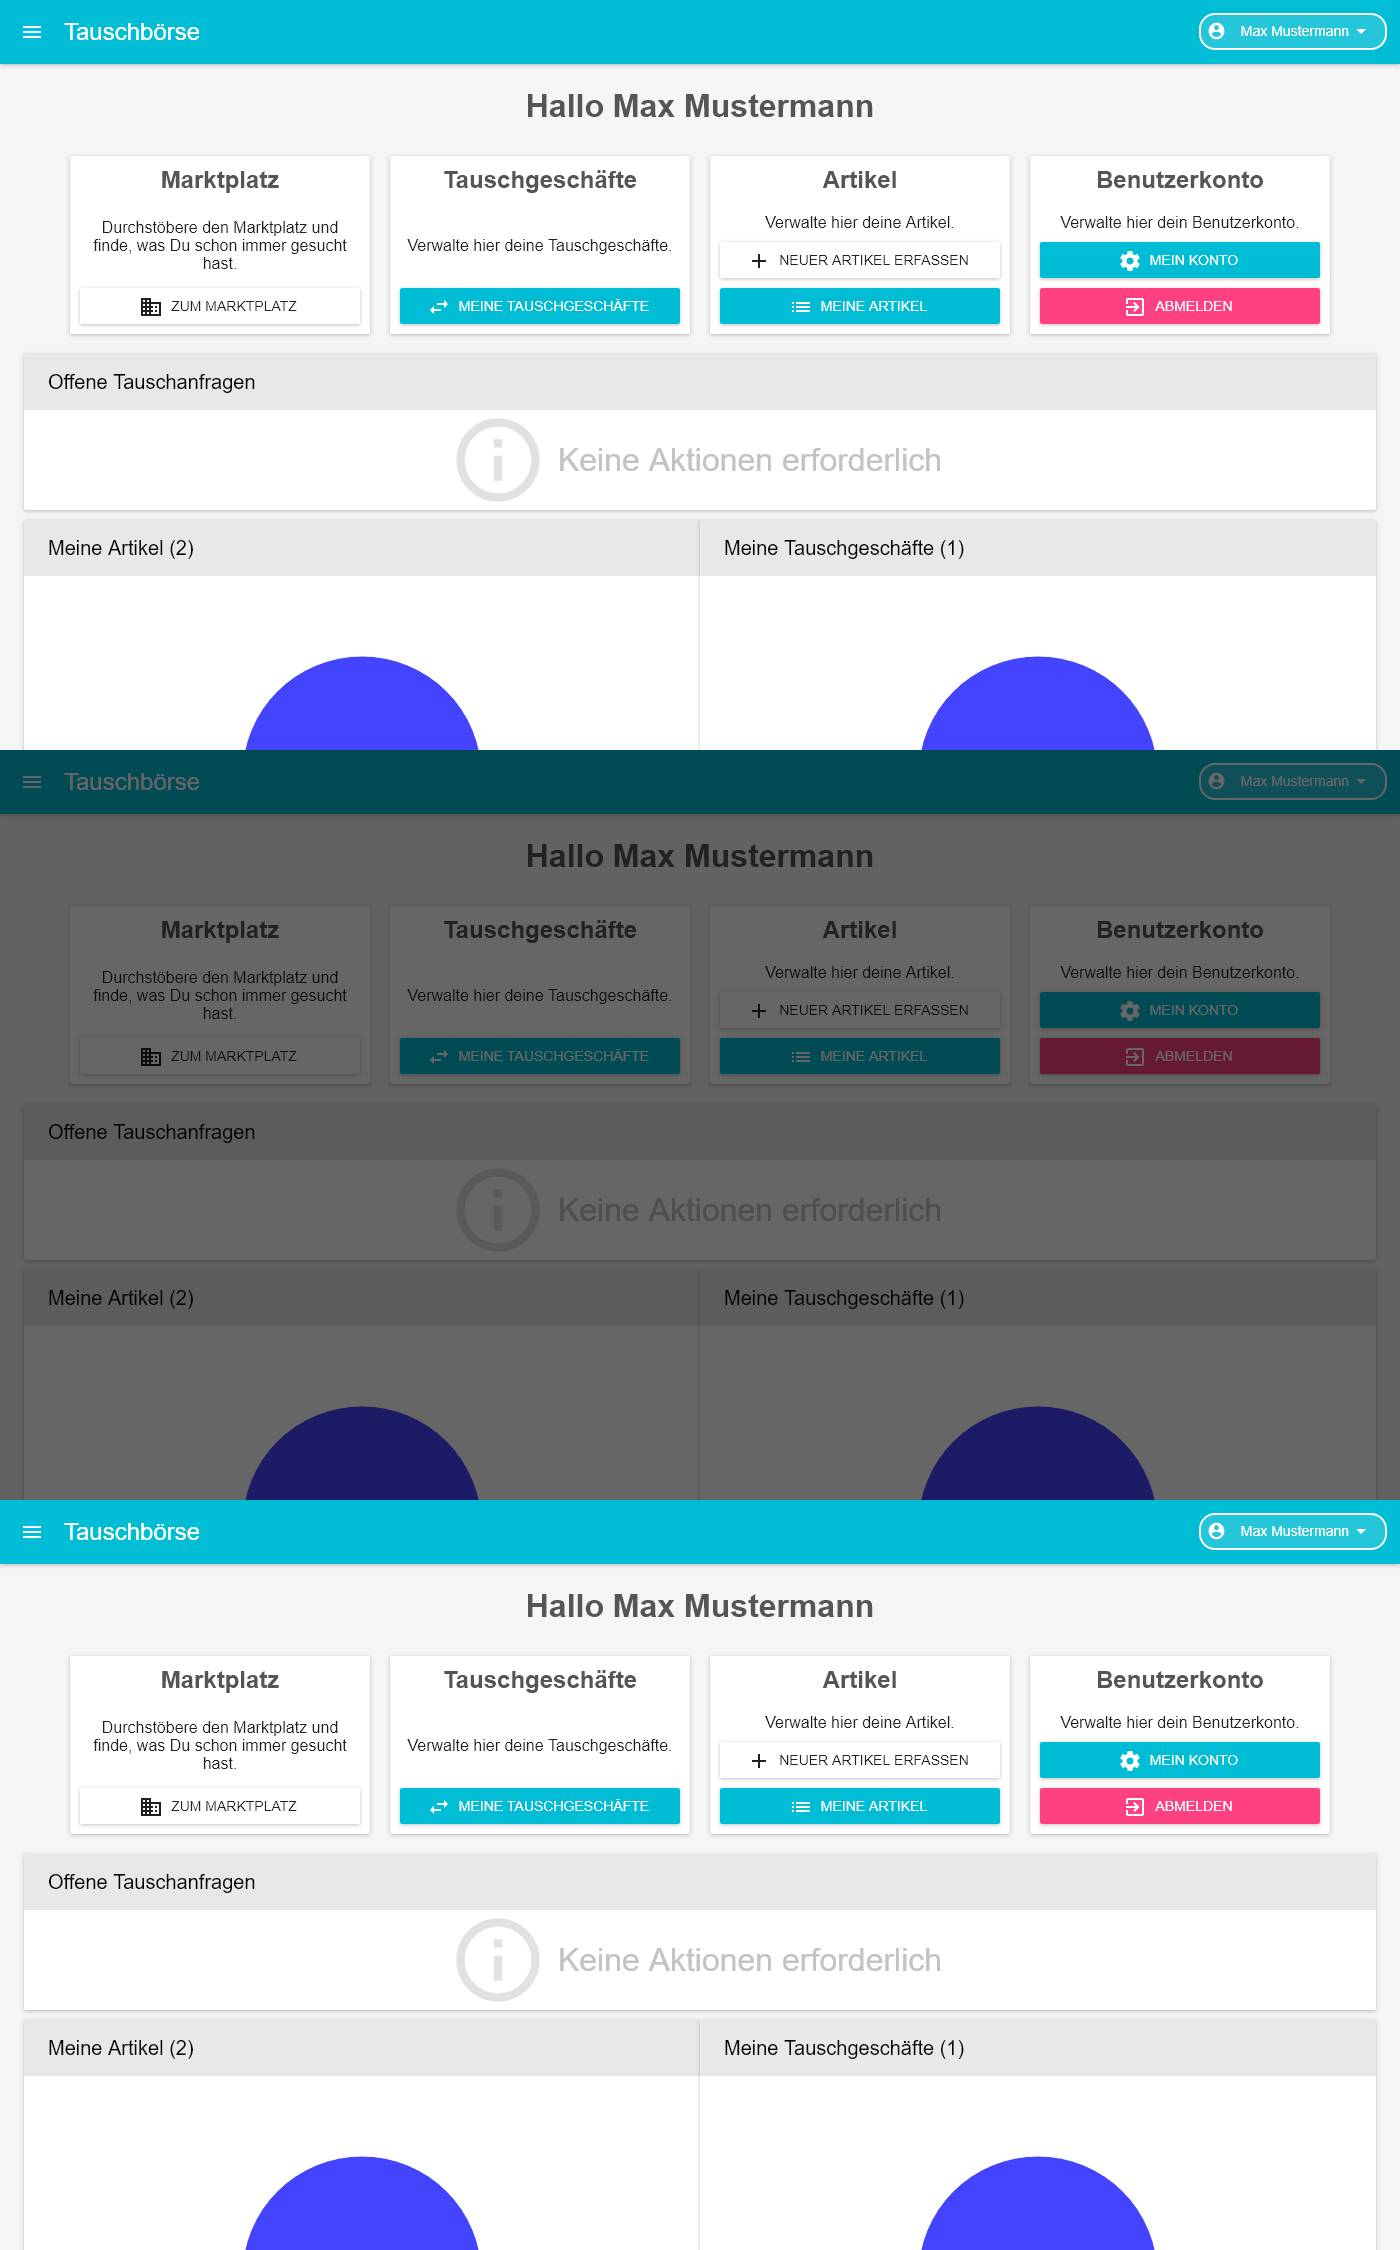 Tauschbörse
Max Mustermann
Hallo Max Mustermann
Marktplatz
Durchstöbere den Marktplatz und
finde, was Du schon immer gesucht
hast.
ZUM MARKTPLATZ
Tauschgeschäfte
Verwalte hier deine Tauschgeschäfte.
MEINE TAUSCHGESCHÄFTE
Artikel
Verwalte hier deine Artikel.
NEUER ARTIKEL ERFASSEN
MEINE ARTIKEL
Benutzerkonto
Verwalte hier dein Benutzerkonto.
MEIN KONTO
ABMELDEN
Offene Tauschanfragen
Keine Aktionen erforderlich
Meine Artikel (2)
Meine Tauschgeschäfte (1)
Tauschbörse
Max Mustermann
Hallo Max Mustermann
Marktplatz
Durchstöbere den Marktplatz und
finde, was Du schon immer gesucht
hast.
ZUM MARKTPLATZ
Tauschgeschäfte
Verwalte hier deine Tauschgeschäfte.
MEINE TAUSCHGESCHÄFTE
Artikel
Verwalte hier deine Artikel.
NEUER ARTIKEL ERFASSEN
MEINE ARTIKEL
Benutzerkonto
Verwalte hier dein Benutzerkonto.
MEIN KONTO
ABMELDEN
Offene Tauschanfragen
Keine Aktionen erforderlich
Meine Artikel (2)
Meine Tauschgeschäfte (1)
Tauschbörse
Max Mustermann
Hallo Max Mustermann
Marktplatz
Durchstöbere den Marktplatz und
finde, was Du schon immer gesucht
hast.
ZUM MARKTPLATZ
Tauschgeschäfte
Verwalte hier deine Tauschgeschäfte.
MEINE TAUSCHGESCHÄFTE
Artikel
Verwalte hier deine Artikel.
NEUER ARTIKEL ERFASSEN
MEINE ARTIKEL
Benutzerkonto
Verwalte hier dein Benutzerkonto.
MEIN KONTO
ABMELDEN
Offene Tauschanfragen
Keine Aktionen erforderlich
Meine Artikel (2)
Meine Tauschgeschäfte (1)